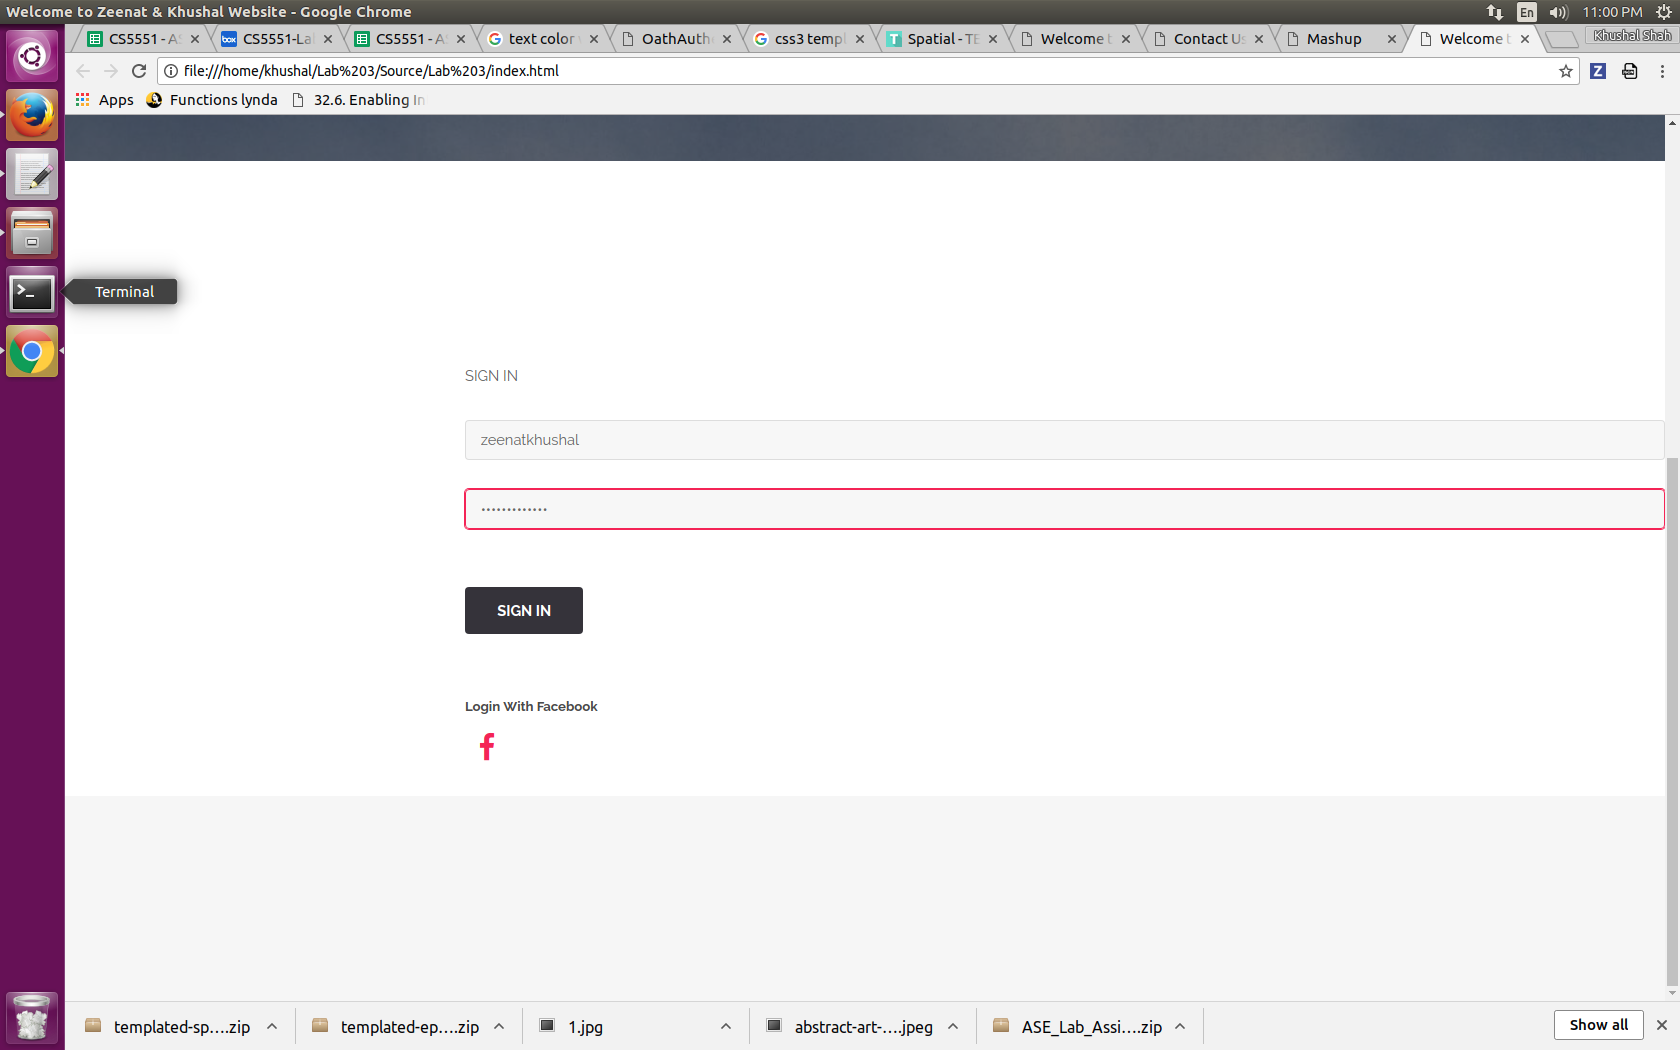 Welcome to Zeenat & Khushal Website - Google Chrome
En
11:00 PM
CS5551 - AS
CS5551-La
CS5551 - AS
text color
OathAuth
css3 templ
Spatial - TE
Welcome t
Contact Us
Mashup
Welcome t
Khushal Shah
file:///home/khushal/Lab%203/Source/Lab%203/index.html
Z
Apps
Functions lynda
32.6. Enabling In
Terminal
SIGN IN
zeenatkhushal
•••••••••••••
SIGN IN
Login With Facebook
templated-sp....zip
templated-ep....zip
1.jpg
abstract-art-....jpeg
ASE_Lab_Assi....zip
Show all